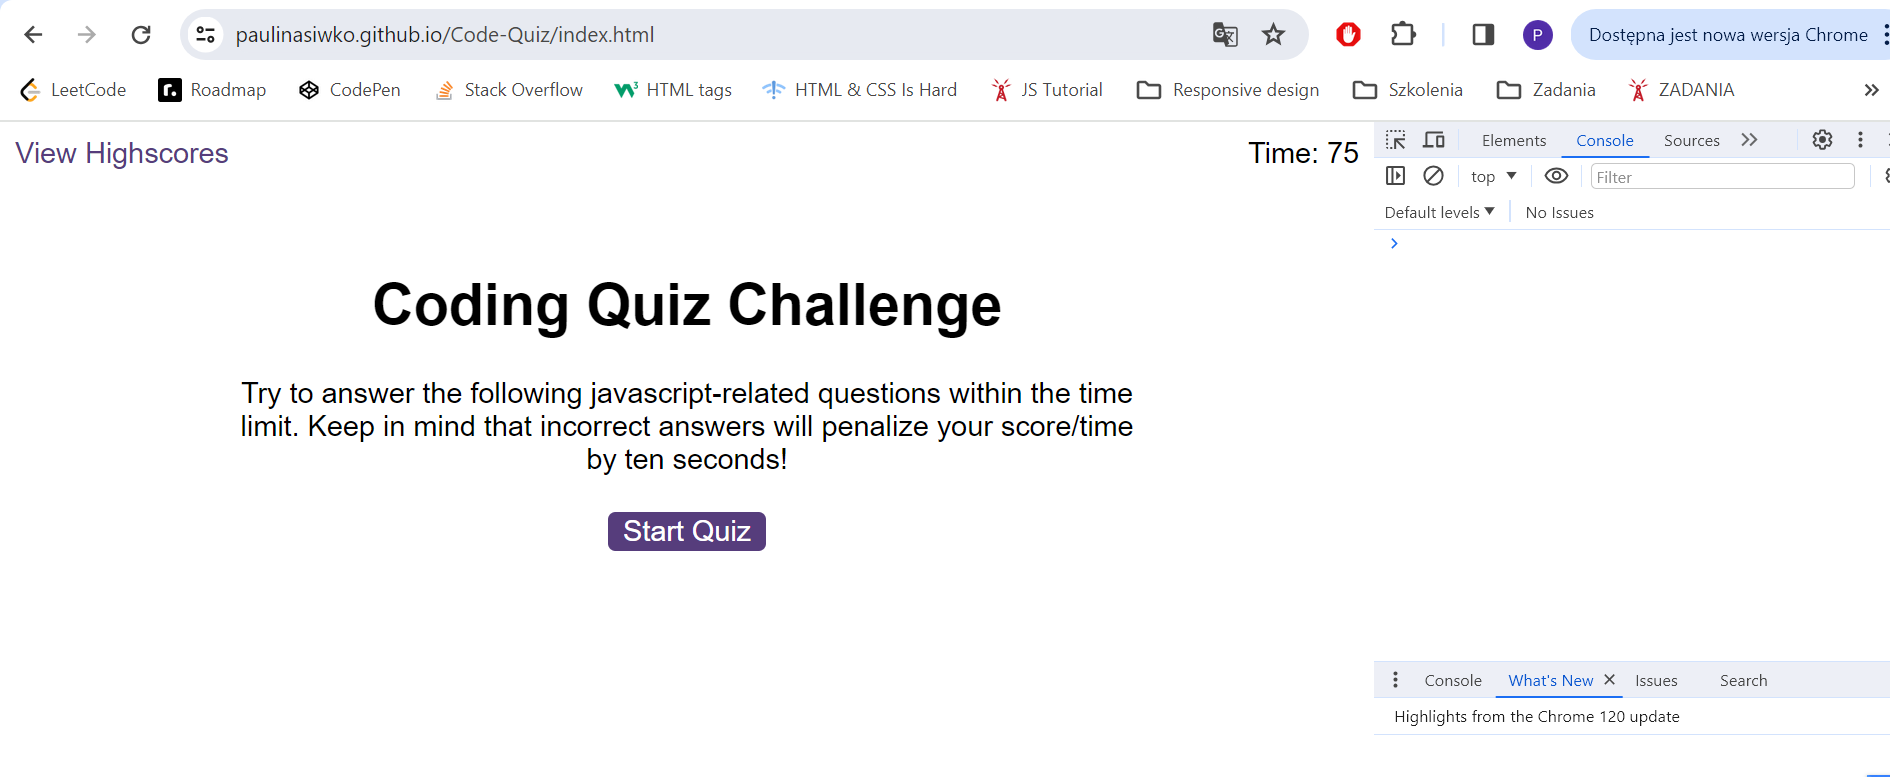 paulinasiwko.github.io/Code-Quiz/index.html
P
Dostępna jest nowa wersja Chrome
LeetCode
Roadmap
CodePen
Stack Overflow
HTML tags
HTML & CSS Is Hard
JS Tutorial
Responsive design
Szkolenia
Zadania
ZADANIA
View Highscores
Time: 75
Coding Quiz Challenge
Try to answer the following javascript-related questions within the time
limit. Keep in mind that incorrect answers will penalize your score/time
by ten seconds!
Start Quiz
Elements
Console
Sources
top
Filter
Default levels
No Issues
Console
What's New
Issues
Search
Highlights from the Chrome 120 update